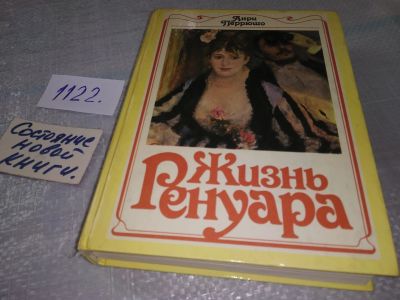 Анри
Перрюшо
1122.
Состояние
новой
книги.
Жизнь
Ренуара